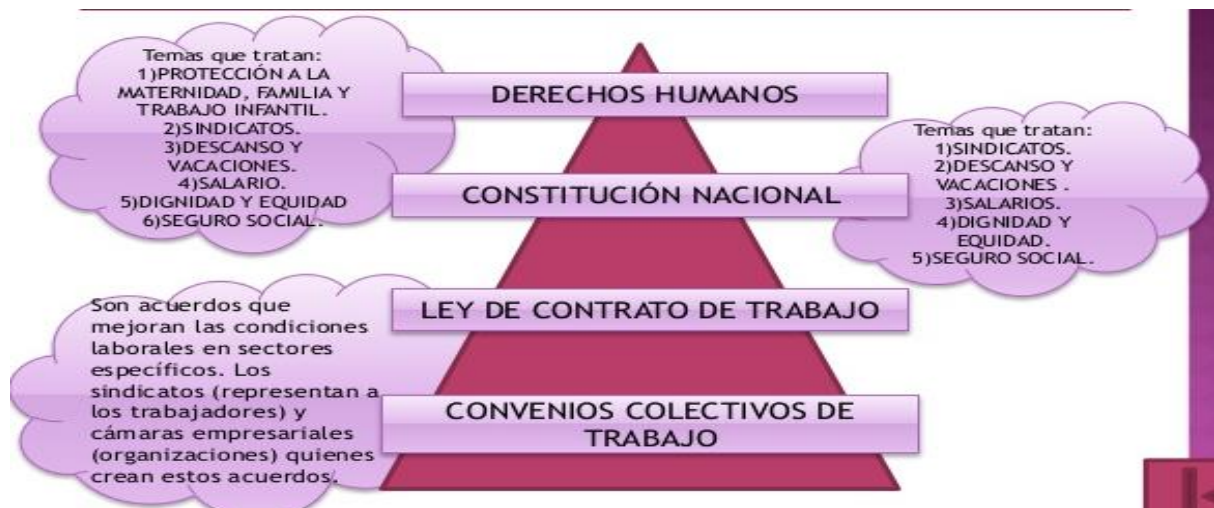 Temas que tratan:
1)PROTECCIÓN A LA
MATERNIDAD, FAMILIA Y
TRABAJO INFANTIL.
2)SINDICATOS.
3)DESCANSO Y
VACACIONES.
4)SALARIO.
5)DIGNIDAD Y EQUIDAD
6)SEGURO SOCIAL.
DERECHOS HUMANOS
Temas que tratan:
1)SINDICATOS.
2)DESCANSO Y
VACACIONES .
3)SALARIOS.
4)DIGNIDAD Y
EQUIDAD.
5)SEGURO SOCIAL.
CONSTITUCIÓN NACIONAL
LEY DE CONTRATO DE TRABAJO
Son acuerdos que
mejoran las condiciones
laborales en sectores
específicos. Los
sindicatos (representan a
los trabajadores) y
cámaras empresariales
(organizaciones) quienes
crean estos acuerdos.
CONVENIOS COLECTIVOS DE
TRABAJO